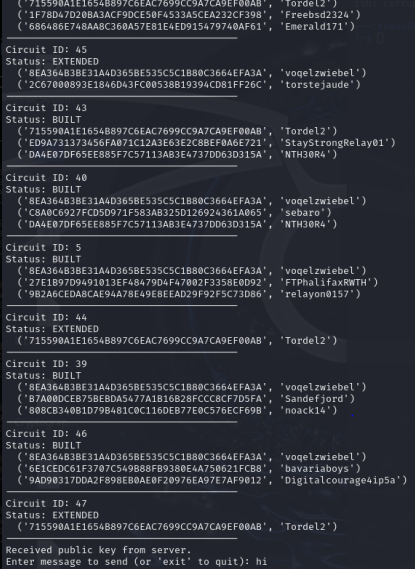 ('715590A1E1654B897C6EAC7699CC9A7CA9EF00AB', 'Tordel2')
('1F78D47D20BA3ACF9DCE50F4533A5CEA232CF398', 'Freebsd2324')
('686486E748AA8C360A57E81E4ED915479740AF61', 'Emerald171')
Circuit ID: 45
Status: EXTENDED
('8EA364B3BE31A4D365BE535C5C1B80C3664EFA3A', 'voqelzwiebel')
('2C67000893E1846D43FC00538B19394CD81FF26C', 'torstejaude')
Circuit ID: 43
Status: BUILT
('715590A1E1654B897C6EAC7699CC9A7CA9EF00AB', 'Tordel2')
('ED9A731373456FA071C12A3E63E2C8BEF0A6E721', 'StayStrongRelay01')
('DA4E07DF65EE885F7C57113AB3E4737DD63D315A', 'NTH30R4')
Circuit ID: 40
Status: BUILT
('8EA364B3BE31A4D365BE535C5C1B80C3664EFA3A', 'voqelzwiebel')
('C8A0C6927FCD5D971F583AB325D126924361A065', 'sebaro')
('DA4E07DF65EE885F7C57113AB3E4737DD63D315A', 'NTH30R4')
Circuit ID: 5
Status: BUILT
('8EA364B3BE31A4D365BE535C5C1B80C3664EFA3A', 'voqelzwiebel')
('27E1B97D9491013EF48479D4F47002F3358E0D92', 'FTPhalifaxRWTH')
('9B2A6CEDA8CAE94A78E49E8EEAD29F92F5C73D86', 'relayon0157')
Circuit ID: 44
Status: EXTENDED
('715590A1E1654B897C6EAC7699CC9A7CA9EF00AB', 'Tordel2')
Circuit ID: 39
Status: BUILT
('8EA364B3BE31A4D365BE535C5C1B80C3664EFA3A', 'voqelzwiebel')
('B7A00DCEB75BEBDA5477A1B16B28FCCC8CF7D5FA', 'Sandefjord')
('808CB340B1D79B481C0C116DEB77E0C576ECF69B', 'noack14')
Circuit ID: 46
Status: BUILT
('8EA364B3BE31A4D365BE535C5C1B80C3664EFA3A', 'voqelzwiebel')
('6E1CEDC61F3707C549B88FB9380E4A750621FCB8', 'bavariaboys')
('9AD90317DDA2F898EB0AE0F20976EA97E7AF9012', 'Digitalcourage4ip5a')
Circuit ID: 47
Status: EXTENDED
('715590A1E1654B897C6EAC7699CC9A7CA9EF00AB', 'Tordel2')
Received public key from server.
Enter message to send (or 'exit' to quit): hi